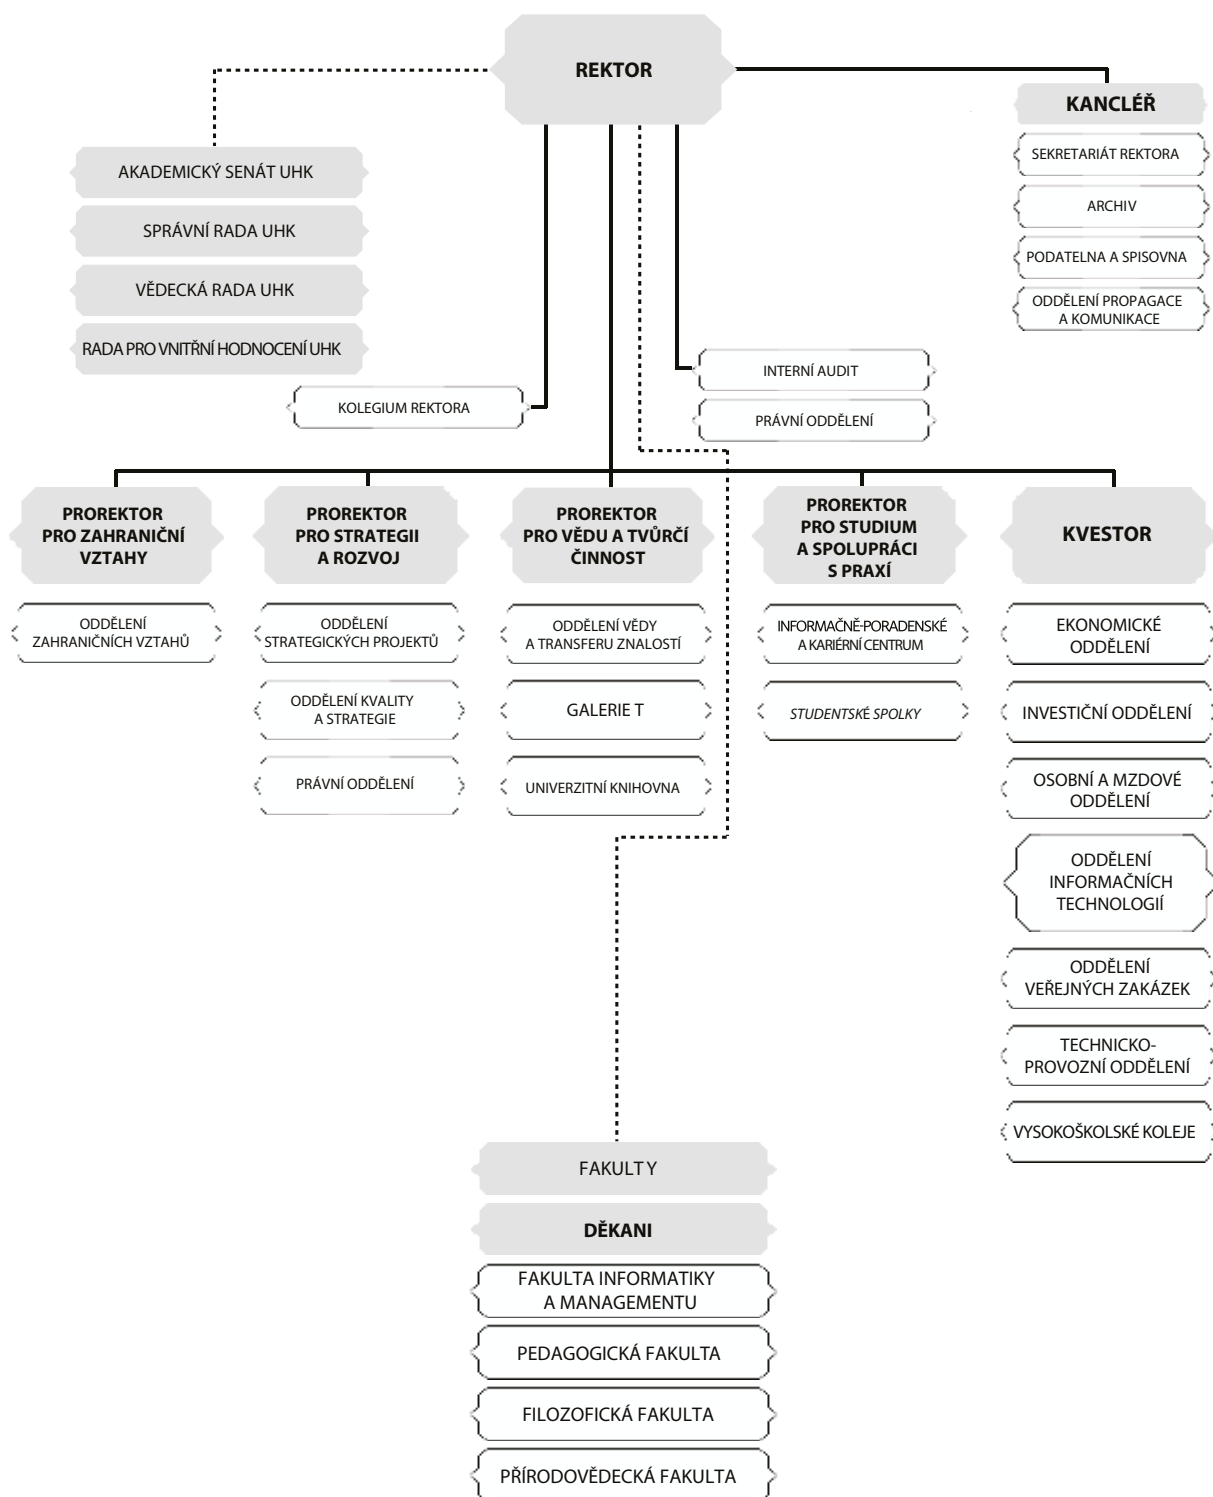 REKTOR
KANCLÉŘ
SEKRETARIÁT REKTORA
ARCHIV
PODATELNA A SPISOVNA
ODDĚLENÍ PROPAGACE
A KOMUNIKACE
AKADEMICKÝ SENÁT UHK
SPRÁVNÍ RADA UHK
VĚDECKÁ RADA UHK
RADA PRO VNITŘNÍ HODNOCENÍ UHK
KOLEGIUM REKTORA
INTERNÍ AUDIT
PRÁVNÍ ODDĚLENÍ
PROREKTOR
PRO ZAHRANIČNÍ
VZTAHY
ODDĚLENÍ
ZAHRANIČNÍCH VZTAHŮ
PROREKTOR
PRO STRATEGII
A ROZVOJ
ODDĚLENÍ
STRATEGICKÝCH PROJEKTŮ
ODDĚLENÍ KVALITY
A STRATEGIE
PRÁVNÍ ODDĚLENÍ
PROREKTOR
PRO VĚDU A TVŮRČÍ
ČINNOST
ODDĚLENÍ VĚDY
A TRANSFERU ZNALOSTÍ
GALERIE T
UNIVERZITNÍ KNIHOVNA
PROREKTOR
PRO STUDIUM
A SPOLUPRÁCI
S PRAXÍ
INFORMAČNĚ-PORADENSKÉ
A KARIÉRNÍ CENTRUM
STUDENTSKÉ SPOLKY
KVESTOR
EKONOMICKÉ
ODDĚLENÍ
INVESTIČNÍ ODDĚLENÍ
OSOBNÍ A MZDOVÉ
ODDĚLENÍ
ODDĚLENÍ
INFORMAČNÍCH
TECHNOLOGIÍ
ODDĚLENÍ
VEŘEJNÝCH ZAKÁZEK
TECHNICKO-
PROVOZNÍ ODDĚLENÍ
VYSOKOŠKOLSKÉ KOLEJE
FAKULTY
DĚKANI
FAKULTA INFORMATIKY
A MANAGEMENTU
PEDAGOGICKÁ FAKULTA
FILOZOFICKÁ FAKULTA
PŘÍRODOVĚDECKÁ FAKULTA